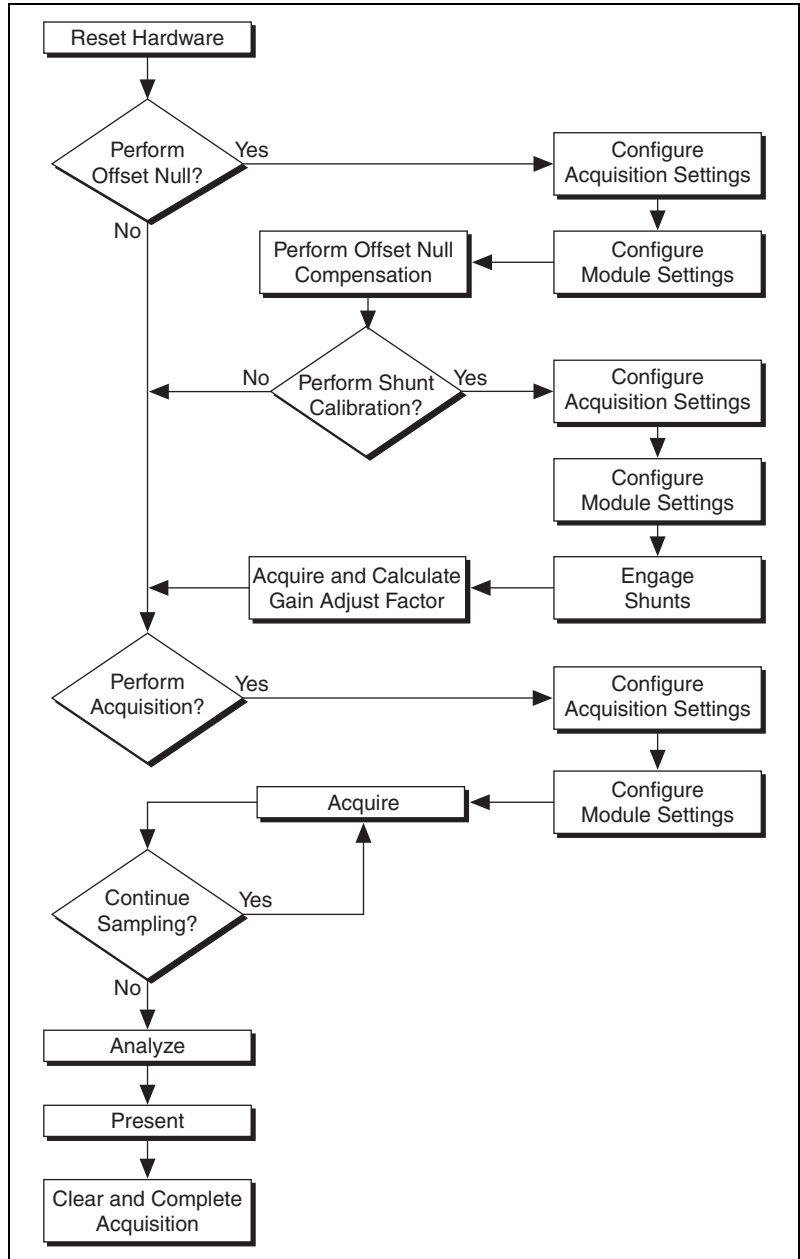 Reset Hardware
Perform
Offset Null?
Yes
No
Configure
Acquisition Settings
Configure
Module Settings
Perform Offset Null
Compensation
Perform Shunt
Calibration?
No
Yes
Configure
Acquisition Settings
Configure
Module Settings
Engage
Shunts
Acquire and Calculate
Gain Adjust Factor
Perform
Acquisition?
Yes
Configure
Acquisition Settings
Configure
Module Settings
Acquire
Continue
Sampling?
Yes
No
Analyze
Present
Clear and Complete
Acquisition